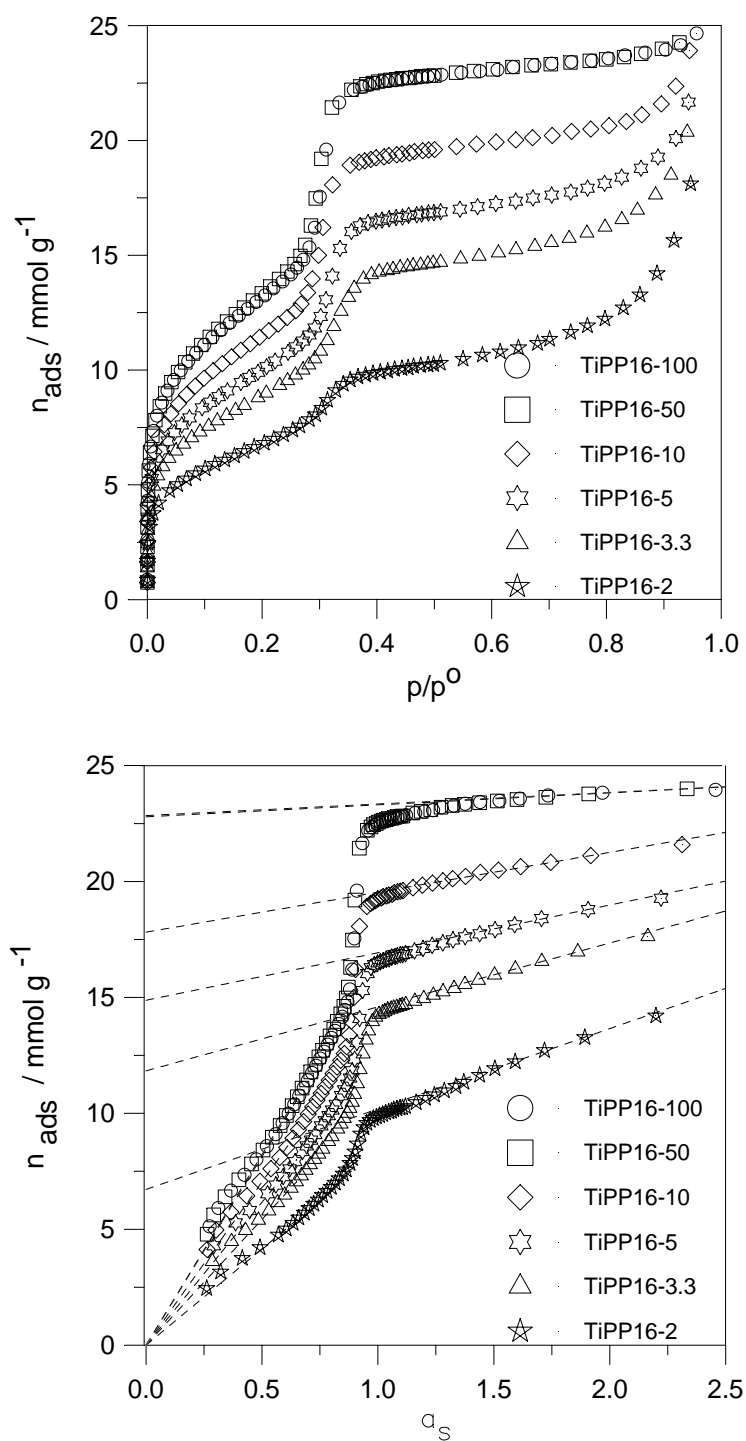 25
20
15
10
5
0
n_ads / mmol g^-1
TiPP16-100
TiPP16-50
TiPP16-10
TiPP16-5
TiPP16-3.3
TiPP16-2
0.0 0.2 0.4 0.6 0.8 1.0
p/p^o
25
20
15
10
5
0
n_ads / mmol g^-1
TiPP16-100
TiPP16-50
TiPP16-10
TiPP16-5
TiPP16-3.3
TiPP16-2
0.0 0.5 1.0 1.5 2.0 2.5
α_s